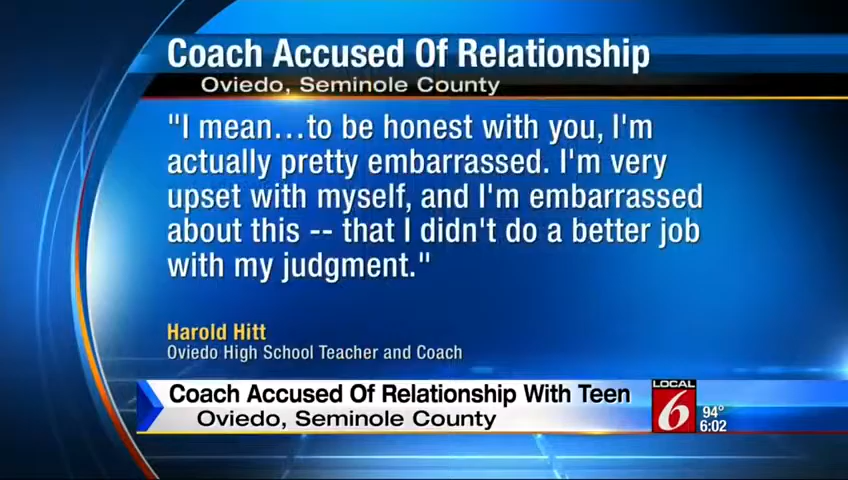 Coach Accused Of Relationship
Oviedo, Seminole County
"I mean...to be honest with you, I'm
actually pretty embarrassed. I'm very
upset with myself, and I'm embarrassed
about this -- that I didn't do a better job
with my judgment."
Harold Hitt
Oviedo High School Teacher and Coach
Coach Accused Of Relationship With Teen
Oviedo, Seminole County
LOCAL
6
94°
6:02